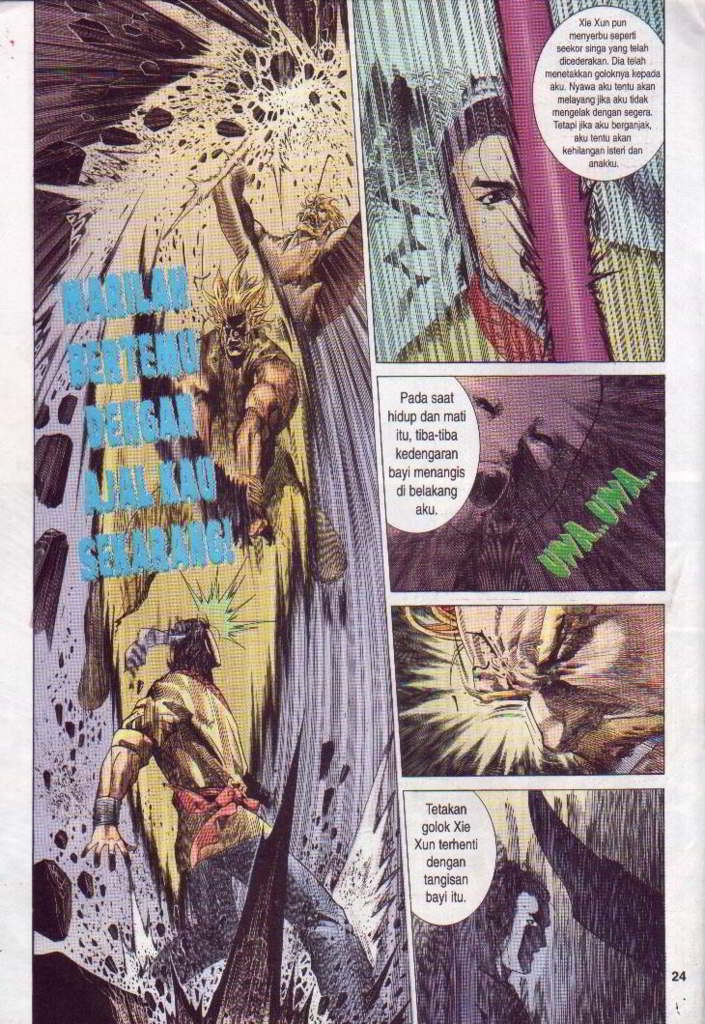 MARILAH
BERTEMU
DENGAN
AJAL KAU
SEKARANG!
Xie Xun pun
menyerbu seperti
seekor singa yang telah
dicederakan. Dia telah
menetakkan goloknya kepada
aku. Nyawa aku tentu akan
melayang jika aku tidak
mengelak dengan segera.
Tetapi jika aku berganjak,
aku tentu akan
kehilangan isteri dan
anakku.
Pada saat
hidup dan mati
itu, tiba-tiba
kedengaran
bayi menangis
di belakang
aku.
UWA..UWA..
Tetakan
golok Xie
Xun terhenti
dengan
tangisan
bayi itu.
24